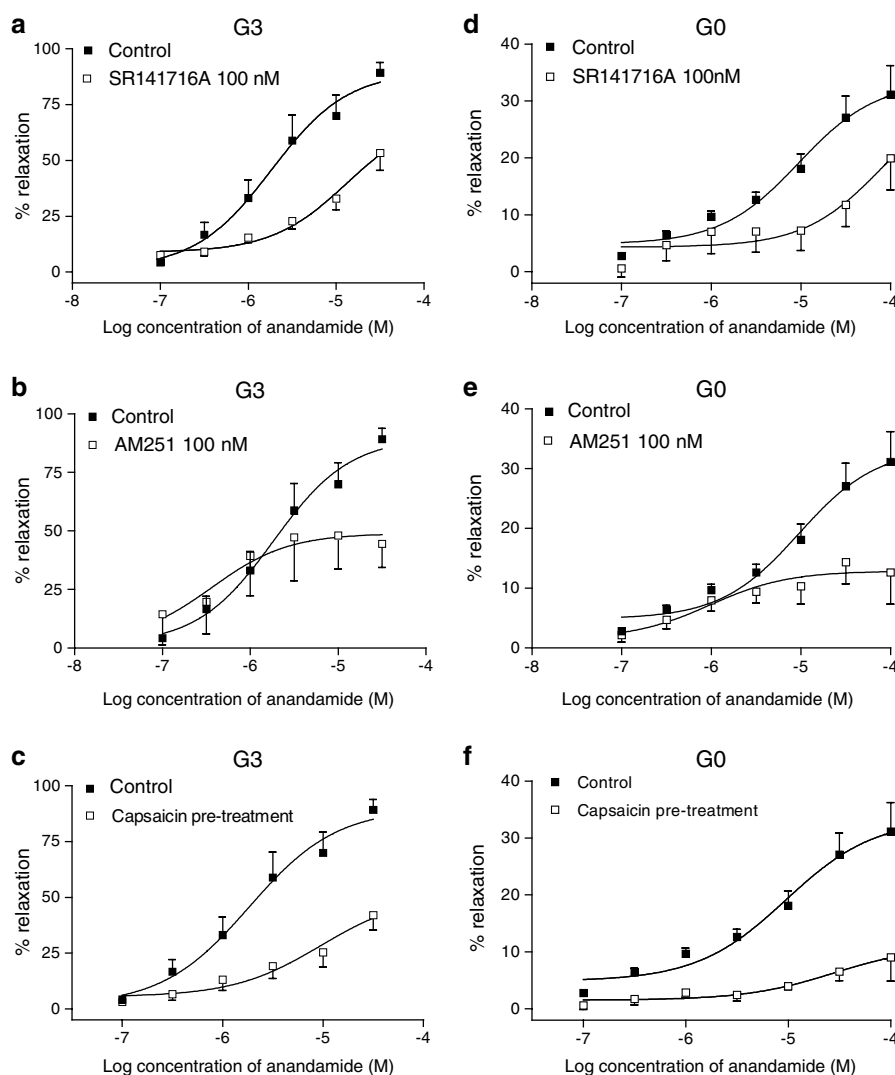 a
G3
Control
SR141716A 100 nM
% relaxation
100
75
50
25
0
-8
-7
-6
-5
-4
Log concentration of anandamide (M)
d
G0
Control
SR141716A 100nM
% relaxation
40
30
20
10
0
-8
-7
-6
-5
-4
Log concentration of anandamide (M)
b
G3
Control
AM251 100 nM
% relaxation
100
75
50
25
0
-8
-7
-6
-5
-4
Log concentration of anandamide (M)
e
G0
Control
AM251 100 nM
% relaxation
40
30
20
10
0
-8
-7
-6
-5
-4
Log concentration of anandamide (M)
c
G3
Control
Capsaicin pre-treatment
% relaxation
100
75
50
25
0
-7
-6
-5
-4
Log concentration of anandamide (M)
f
G0
Control
Capsaicin pre-treatment
% relaxation
40
30
20
10
0
-7
-6
-5
-4
Log concentration of anandamide (M)